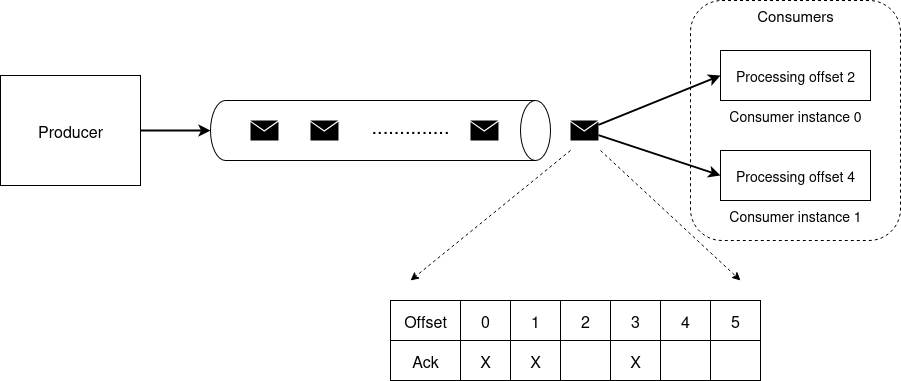 Consumers
Processing offset 2
Consumer instance 0
Producer
Processing offset 4
Consumer instance 1
Offset 0 1 2 3 4 5
Ack X X X